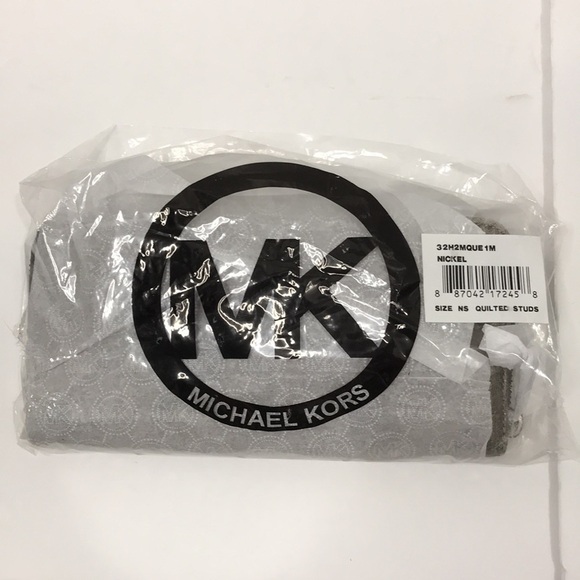 MK
MICHAEL KORS
32H2MQUE1M
NICKEL
8 87042 17245 8
SIZE NS QUILTED STUDS